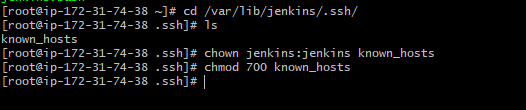 [root@ip-172-31-74-38 ~]# cd /var/lib/jenkins/.ssh/
[root@ip-172-31-74-38 .ssh]# ls
known_hosts
[root@ip-172-31-74-38 .ssh]# chown jenkins:jenkins known_hosts
[root@ip-172-31-74-38 .ssh]# chmod 700 known_hosts
[root@ip-172-31-74-38 .ssh]#